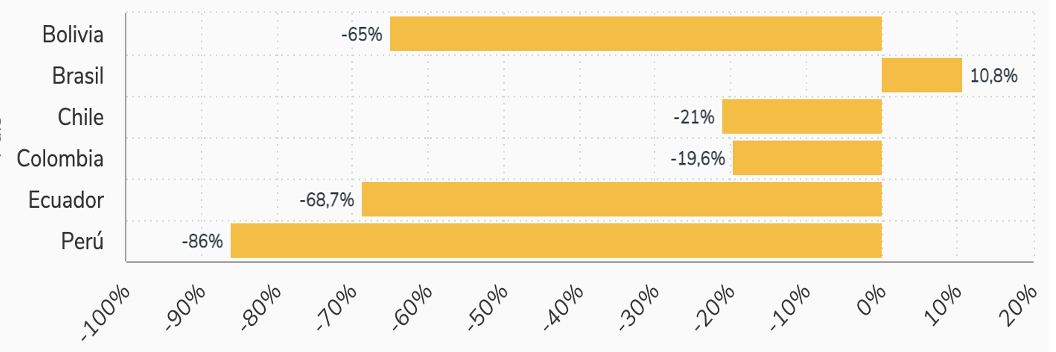 Bolivia -65%
Brasil 10,8%
Chile -21%
Colombia -19,6%
Ecuador -68,7%
Perú -86%
-100% -90% -80% -70% -60% -50% -40% -30% -20% -10% 0% 10% 20%